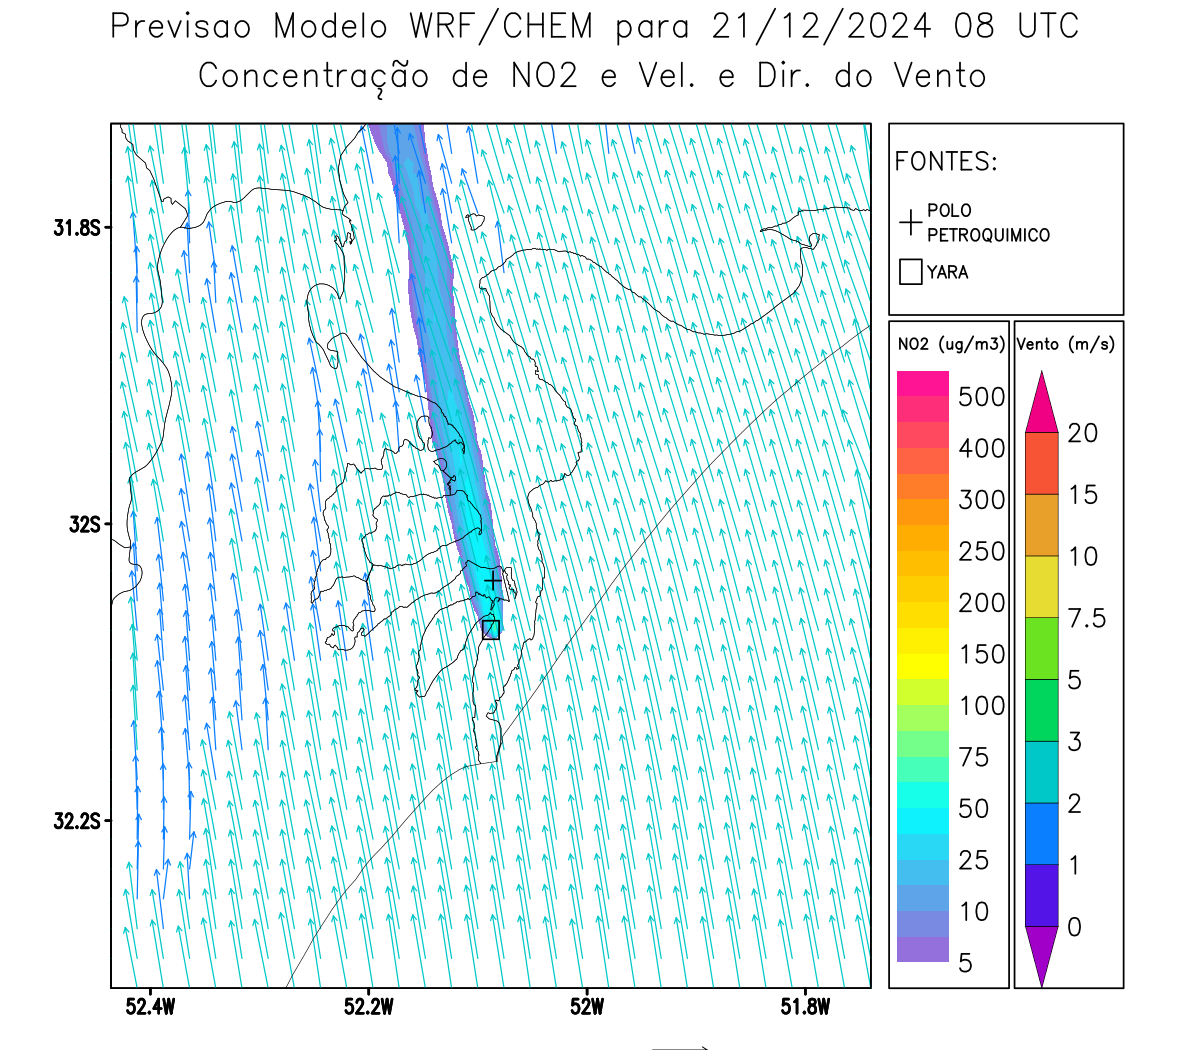 Previsao Modelo WRF/CHEM para 21/12/2024 08 UTC
Concentração de NO2 e Vel. e Dir. do Vento
FONTES:
POLO
PETROQUIMICO
YARA
NO2 (ug/m3)
500
400
300
250
200
150
100
75
50
25
10
5
Vento (m/s)
20
15
10
7.5
5
3
2
1
0
31.8S
32S
32.2S
52.4W 52.2W 52W 51.8W